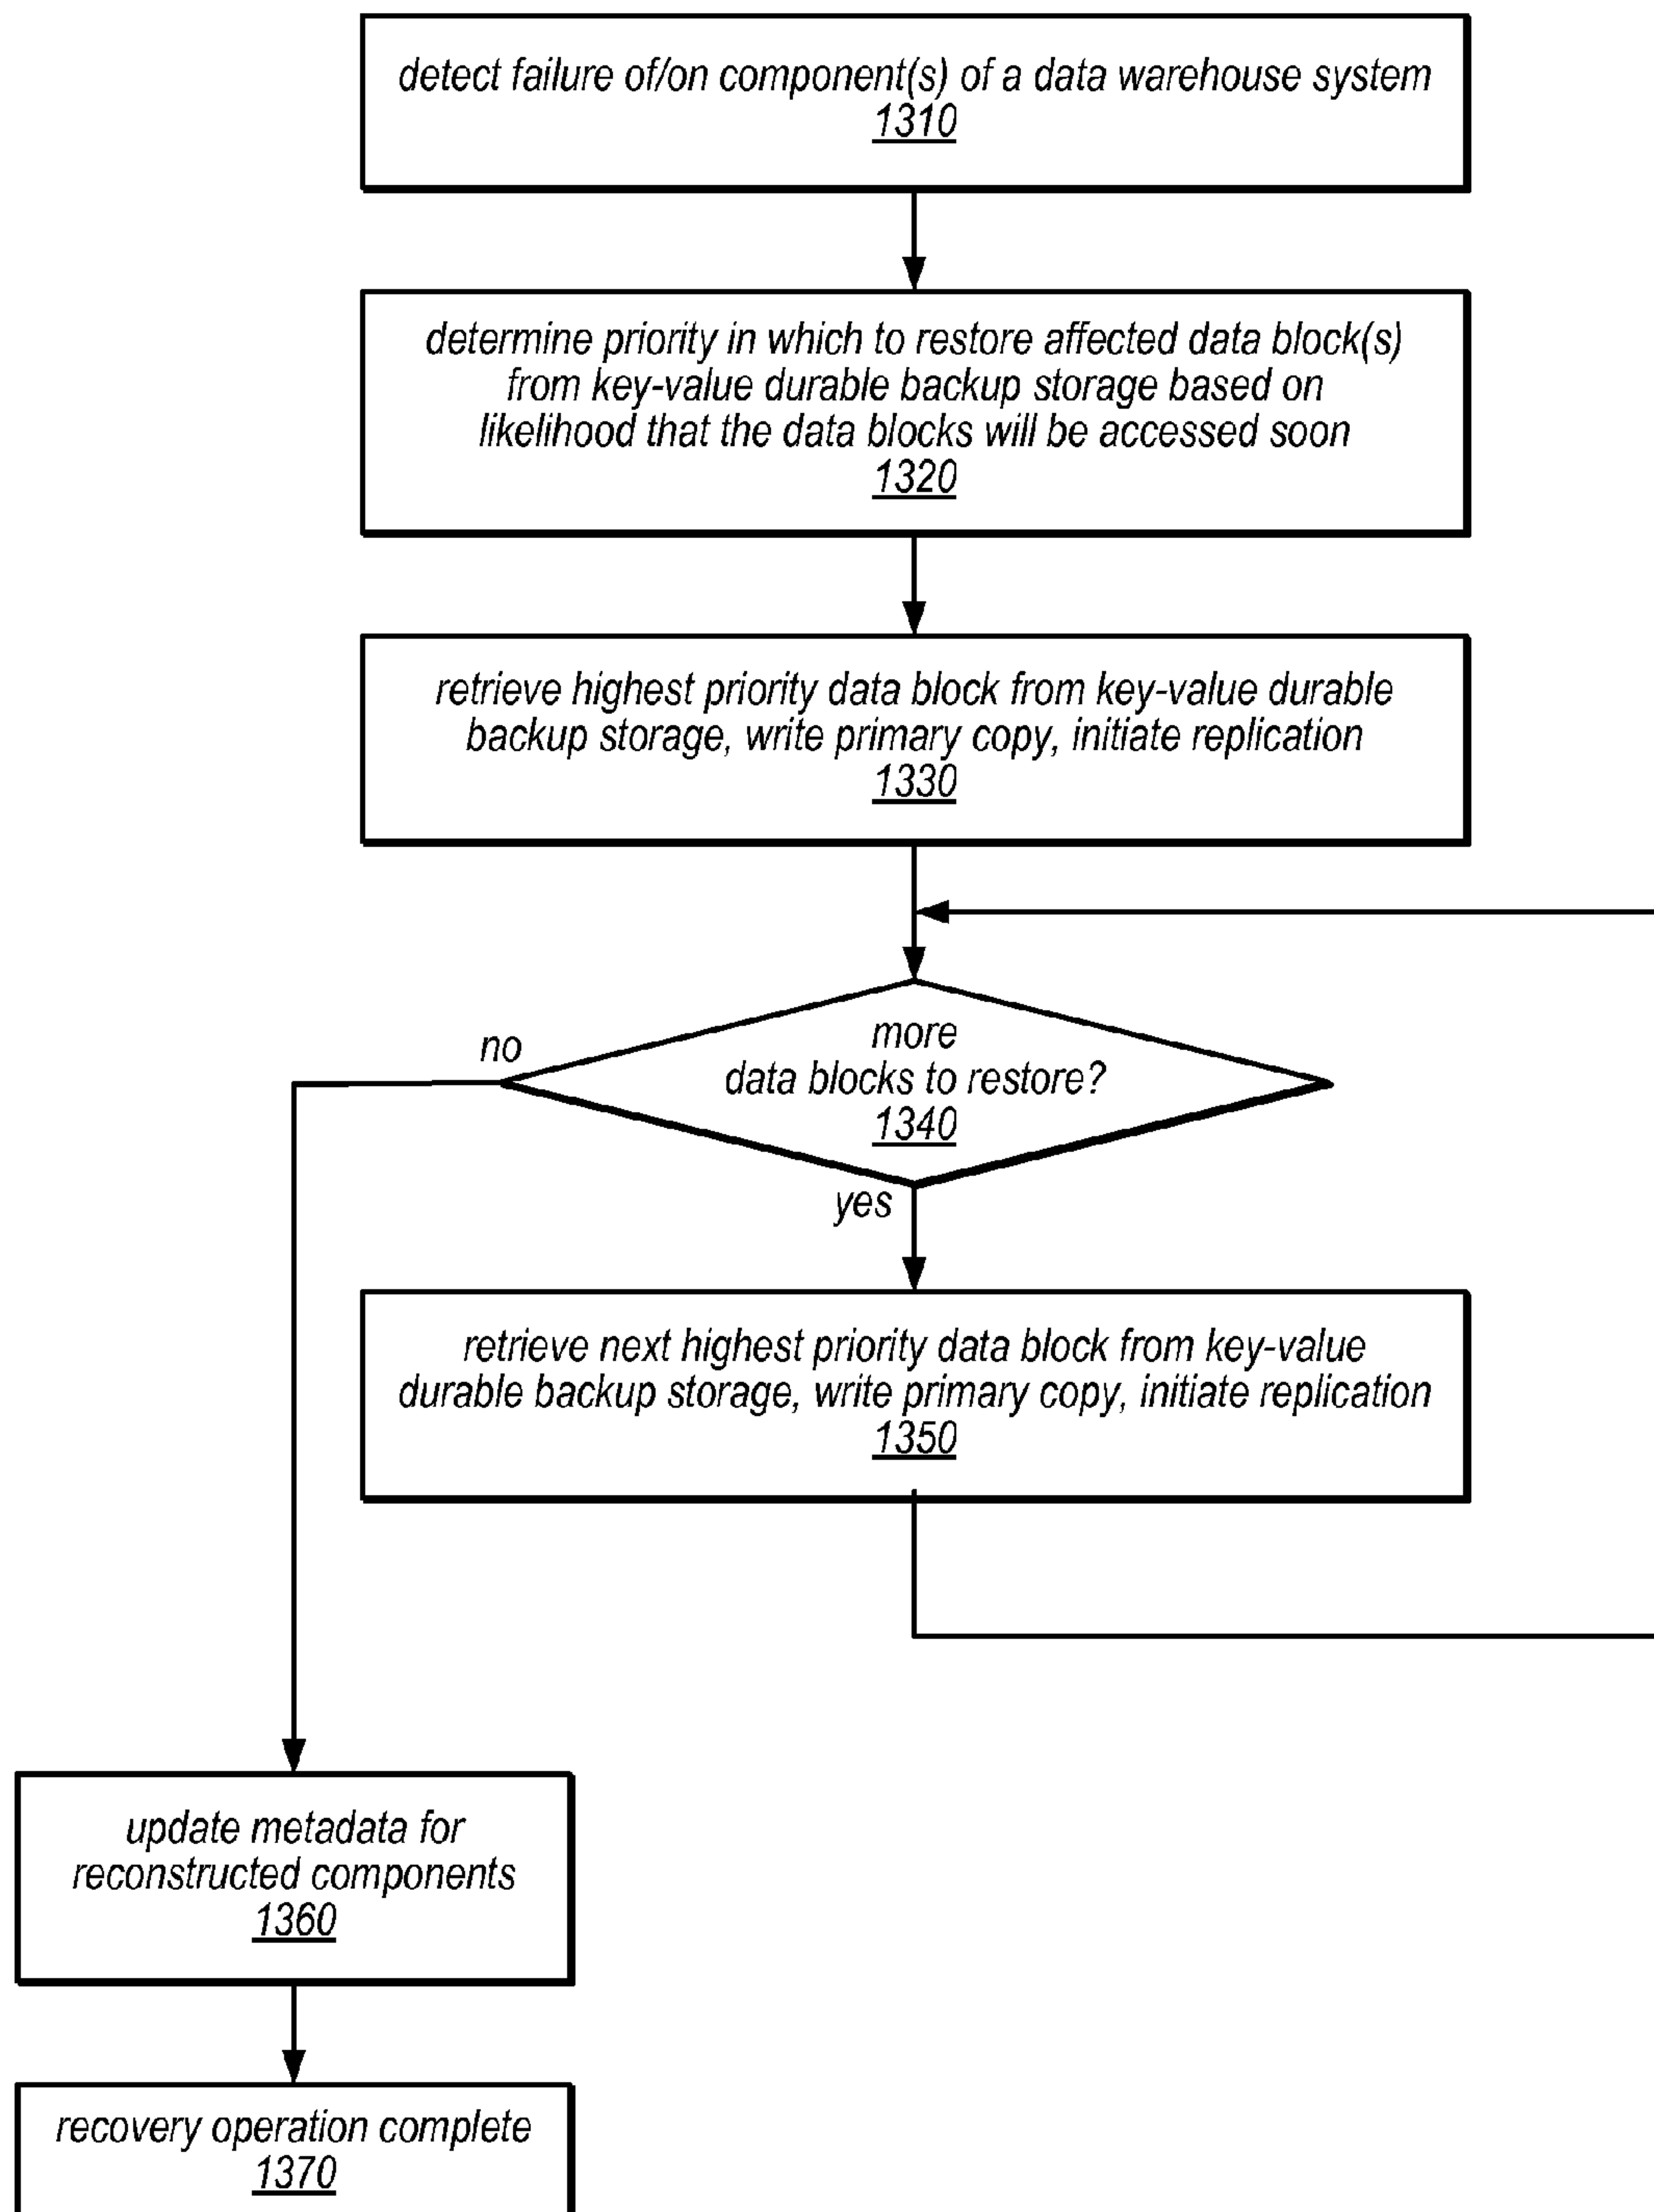 detect failure of/on component(s) of a data warehouse system
1310
determine priority in which to restore affected data block(s)
from key-value durable backup storage based on
likelihood that the data blocks will be accessed soon
1320
retrieve highest priority data block from key-value durable
backup storage, write primary copy, initiate replication
1330
more
data blocks to restore?
1340
no
yes
retrieve next highest priority data block from key-value
durable backup storage, write primary copy, initiate replication
1350
update metadata for
reconstructed components
1360
recovery operation complete
1370